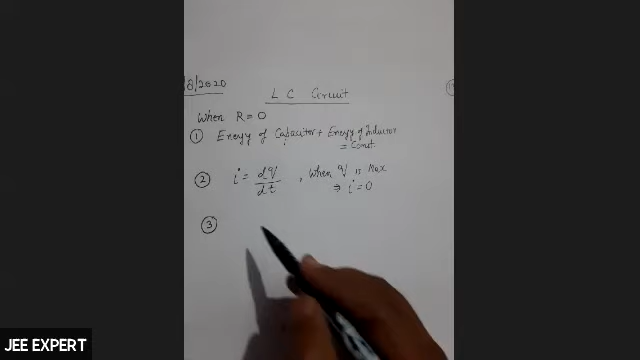 /8/2020
L C Circuit
When R = 0
① Energy of Capacitor + Energy of Inductor
= Const
② i = dq/dt , When q is Max
⇒ i = 0
③
JEE EXPERT